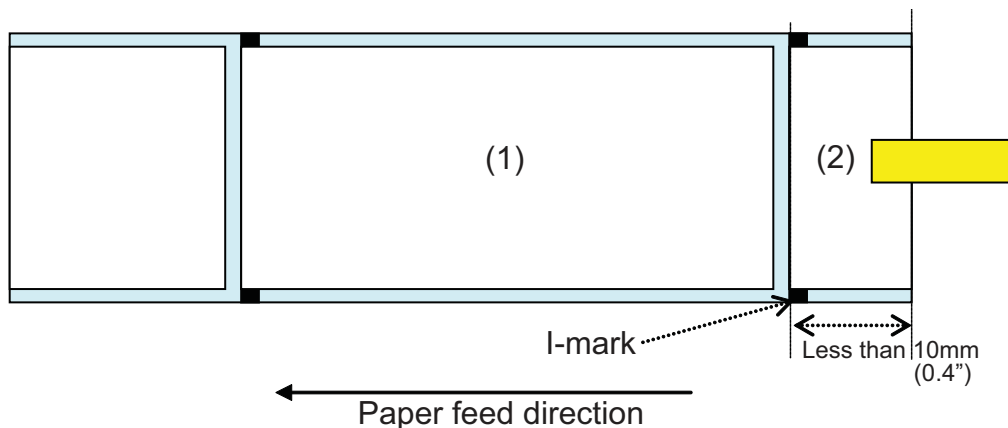 (1)
(2)
I-mark
Less than 10mm
(0.4”)
Paper feed direction